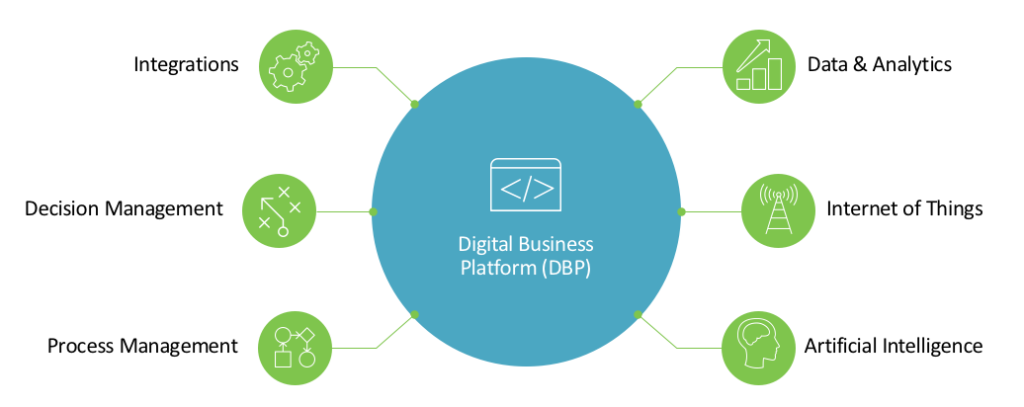 Integrations
Data & Analytics
Decision Management
</>
Digital Business
Platform (DBP)
Internet of Things
Process Management
Artificial Intelligence